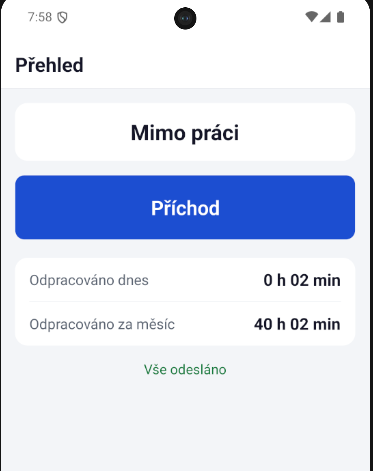 7:58
Přehled
Mimo práci
Příchod
Odpracováno dnes 0 h 02 min
Odpracováno za měsíc 40 h 02 min
Vše odesláno